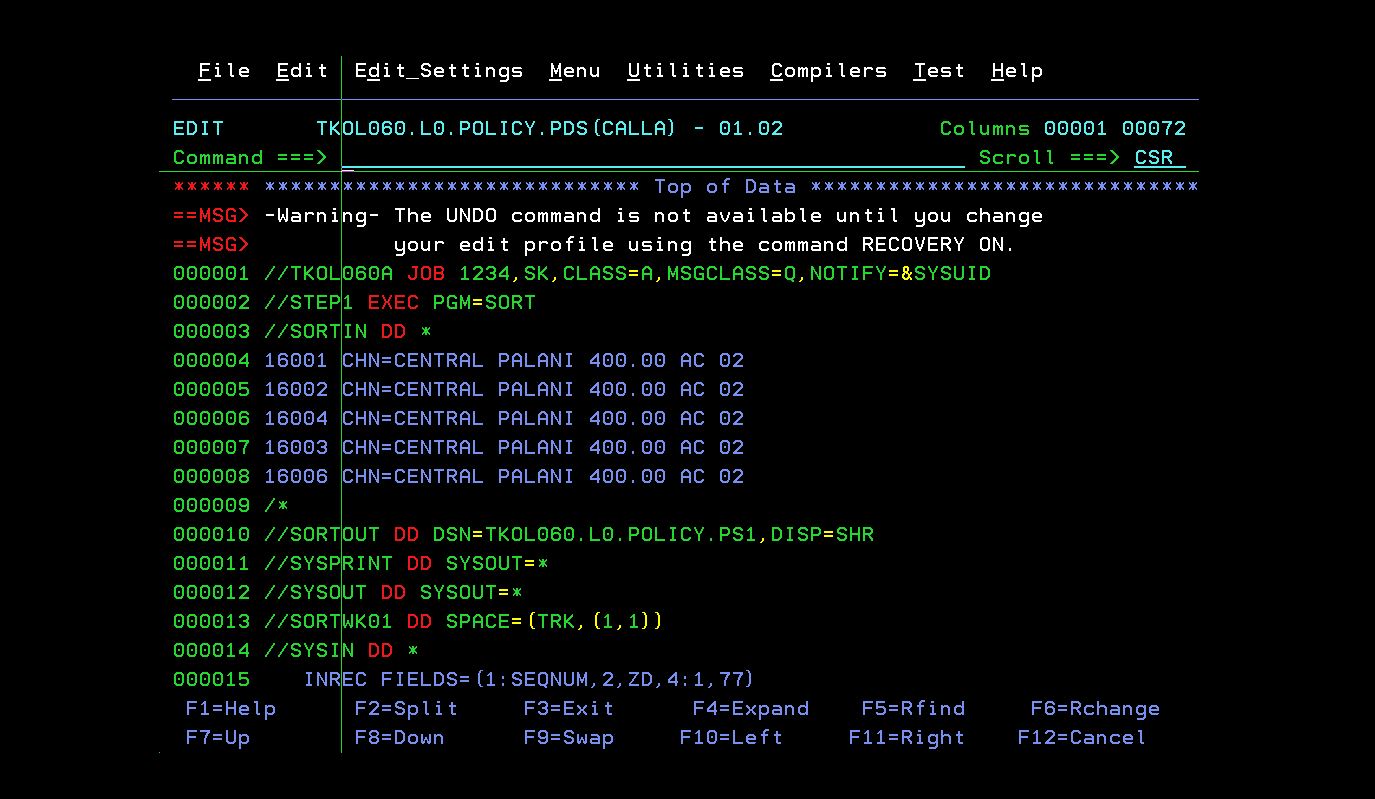 File  Edit  Edit_Settings  Menu  Utilities  Compilers  Test  Help
EDIT       TKOL060.L0.POLICY.PDS(CALLA) - 01.02            Columns 00001 00072
Command ===>                                                  Scroll ===> CSR
****** ***************************** Top of Data ******************************
==MSG> -Warning- The UNDO command is not available until you change
==MSG>           your edit profile using the command RECOVERY ON.
000001 //TKOL060A JOB 1234,SK,CLASS=A,MSGCLASS=Q,NOTIFY=&SYSUID
000002 //STEP1 EXEC PGM=SORT
000003 //SORTIN DD *
000004 16001 CHN=CENTRAL PALANI 400.00 AC 02
000005 16002 CHN=CENTRAL PALANI 400.00 AC 02
000006 16004 CHN=CENTRAL PALANI 400.00 AC 02
000007 16003 CHN=CENTRAL PALANI 400.00 AC 02
000008 16006 CHN=CENTRAL PALANI 400.00 AC 02
000009 /*
000010 //SORTOUT DD DSN=TKOL060.L0.POLICY.PS1,DISP=SHR
000011 //SYSPRINT DD SYSOUT=*
000012 //SYSOUT DD SYSOUT=*
000013 //SORTWK01 DD SPACE=(TRK,(1,1))
000014 //SYSIN DD *
000015    INREC FIELDS=(1:SEQNUM,2,ZD,4:1,77)
F1=Help      F2=Split     F3=Exit      F4=Expand    F5=Rfind     F6=Rchange
F7=Up        F8=Down      F9=Swap     F10=Left     F11=Right    F12=Cancel